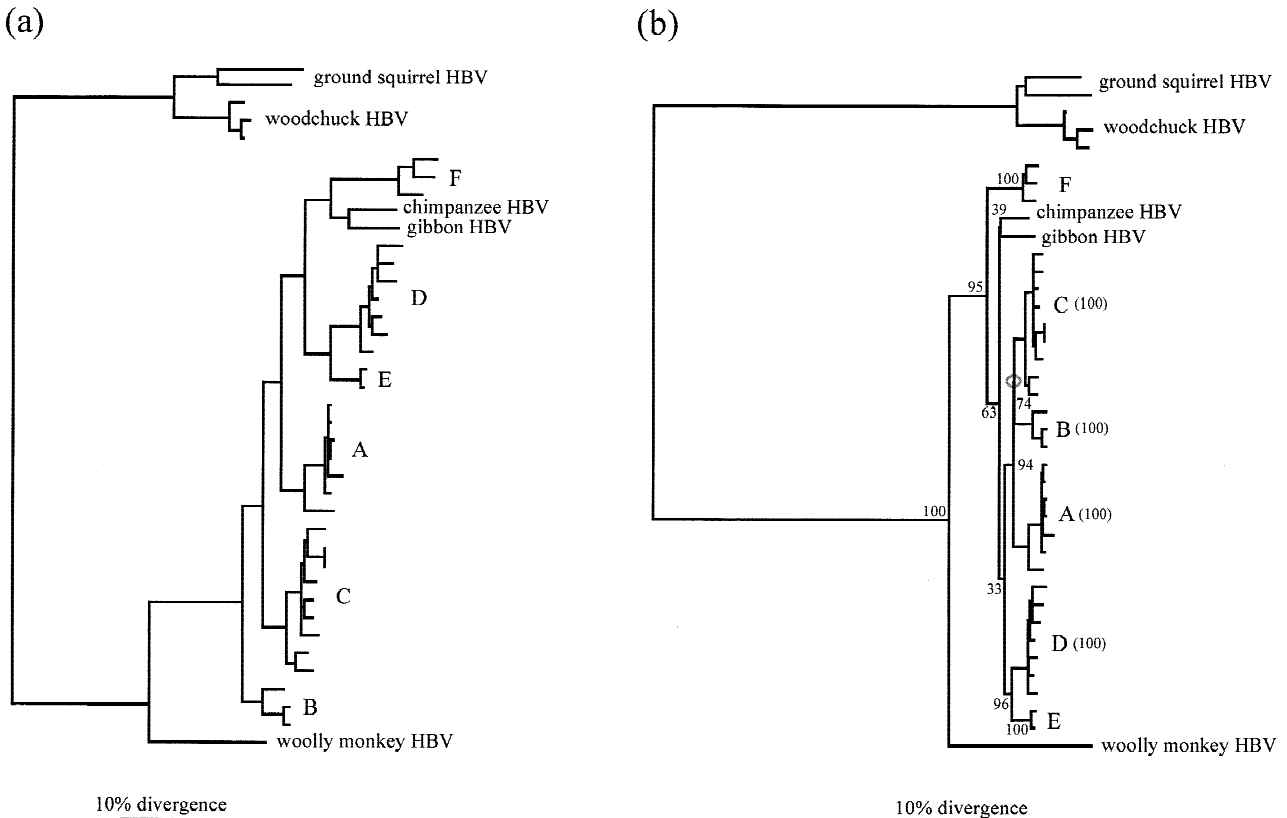 (a)
ground squirrel HBV
woodchuck HBV
F
chimpanzee HBV
gibbon HBV
D
E
A
C
B
woolly monkey HBV
10% divergence
(b)
ground squirrel HBV
woodchuck HBV
100
F
39
chimpanzee HBV
gibbon HBV
95
C (100)
74
63
B (100)
94
100
A (100)
33
D (100)
96
E
100
woolly monkey HBV
10% divergence